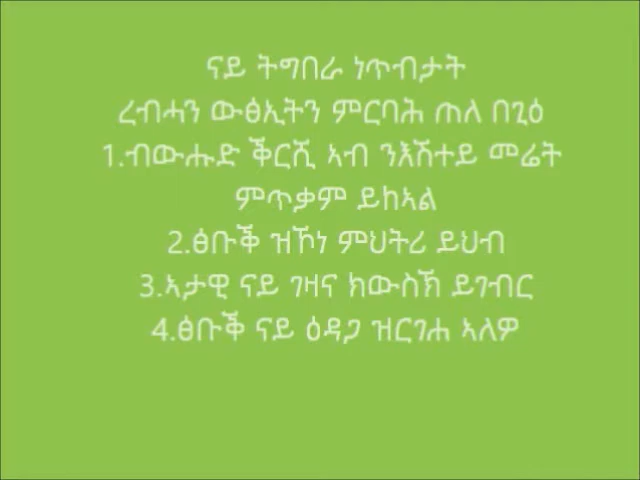 ናይ ትግበራ ነጥብታት
ረብሓን ውፅኢትን ምርባሕ ጠለ በጊዕ
1.ብውሑድ ቕርሺ ኣብ ንእሽተይ መሬት
ምጥቃም ይከኣል
2.ፅቡቕ ዝኾነ ምህትሪ ይህብ
3.ኣታዊ ናይ ገዛና ክውስኽ ይገብር
4.ፅቡቕ ናይ ዕዳጋ ዝርገሐ ኣለዎ